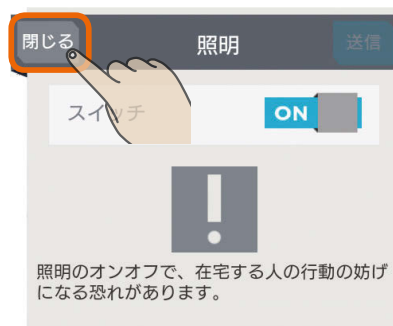 閉じる 照明 送信
スイッチ ON
照明のオンオフで、在宅する人の行動の妨げ
になる恐れがあります。